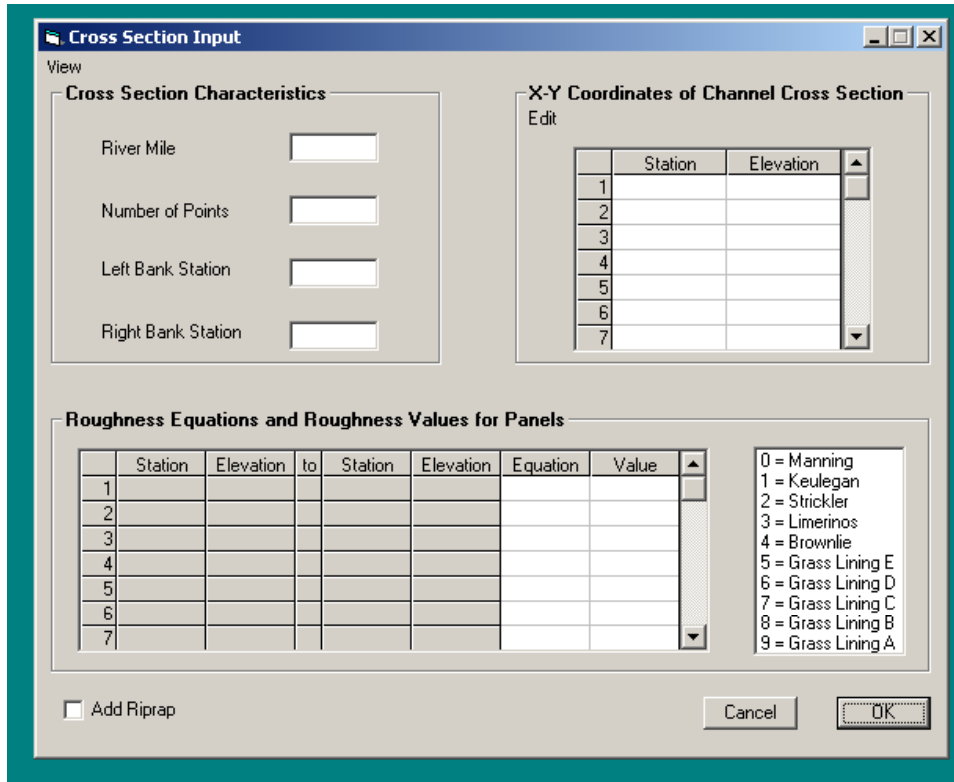 Cross Section Input
View
Cross Section Characteristics
River Mile
Number of Points
Left Bank Station
Right Bank Station
X-Y Coordinates of Channel Cross Section
Edit
Station Elevation
1
2
3
4
5
6
7
Roughness Equations and Roughness Values for Panels
Station Elevation to Station Elevation Equation Value
1
2
3
4
5
6
7
0 = Manning
1 = Keulegan
2 = Strickler
3 = Limerinos
4 = Brownlie
5 = Grass Lining E
6 = Grass Lining D
7 = Grass Lining C
8 = Grass Lining B
9 = Grass Lining A
Add Riprap
Cancel
OK